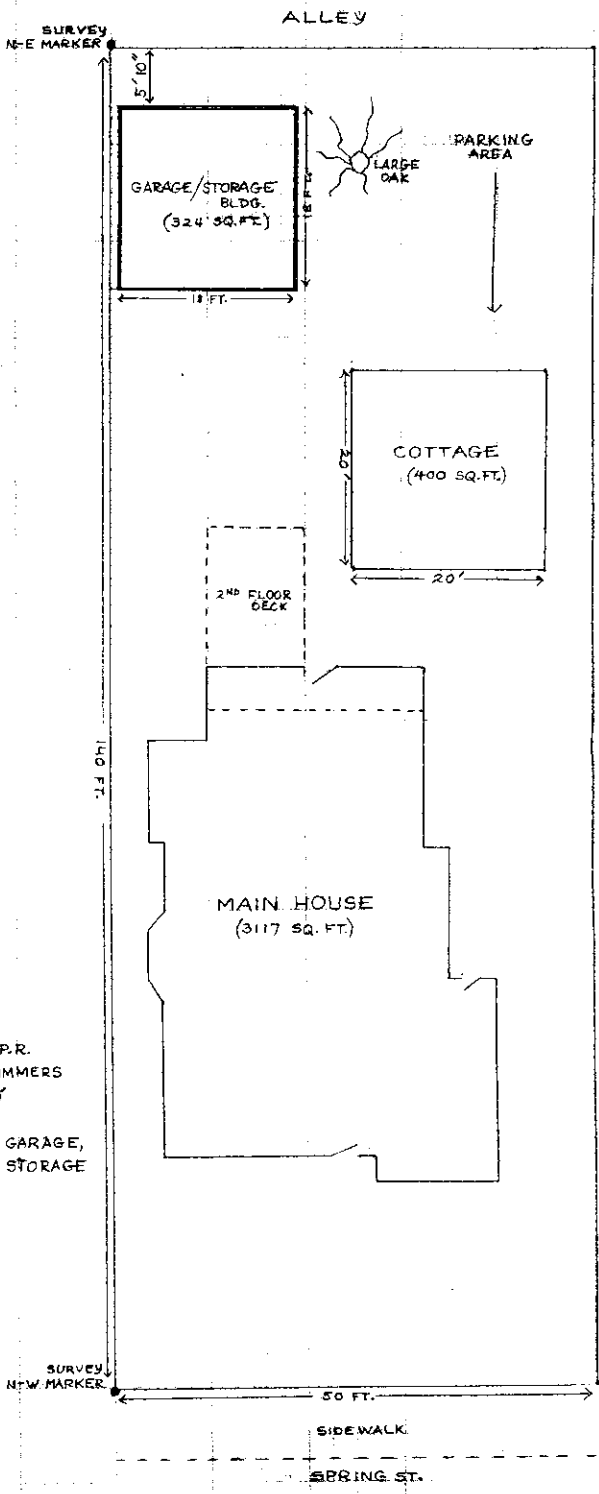 ALLEY
SURVEY
N-E MARKER
5'10"
GARAGE/STORAGE
BLDG.
(324 SQ.FT.)
18 FT.
18 FT.
LARGE
OAK
PARKING
AREA
COTTAGE
(400 SQ.FT.)
20'
20'
2ND FLOOR
DECK
140 FT.
MAIN HOUSE
(3117 SQ. FT.)
P.R.
MMERS
GARAGE,
STORAGE
SURVEY
N-W MARKER
50 FT.
SIDEWALK
SPRING ST.